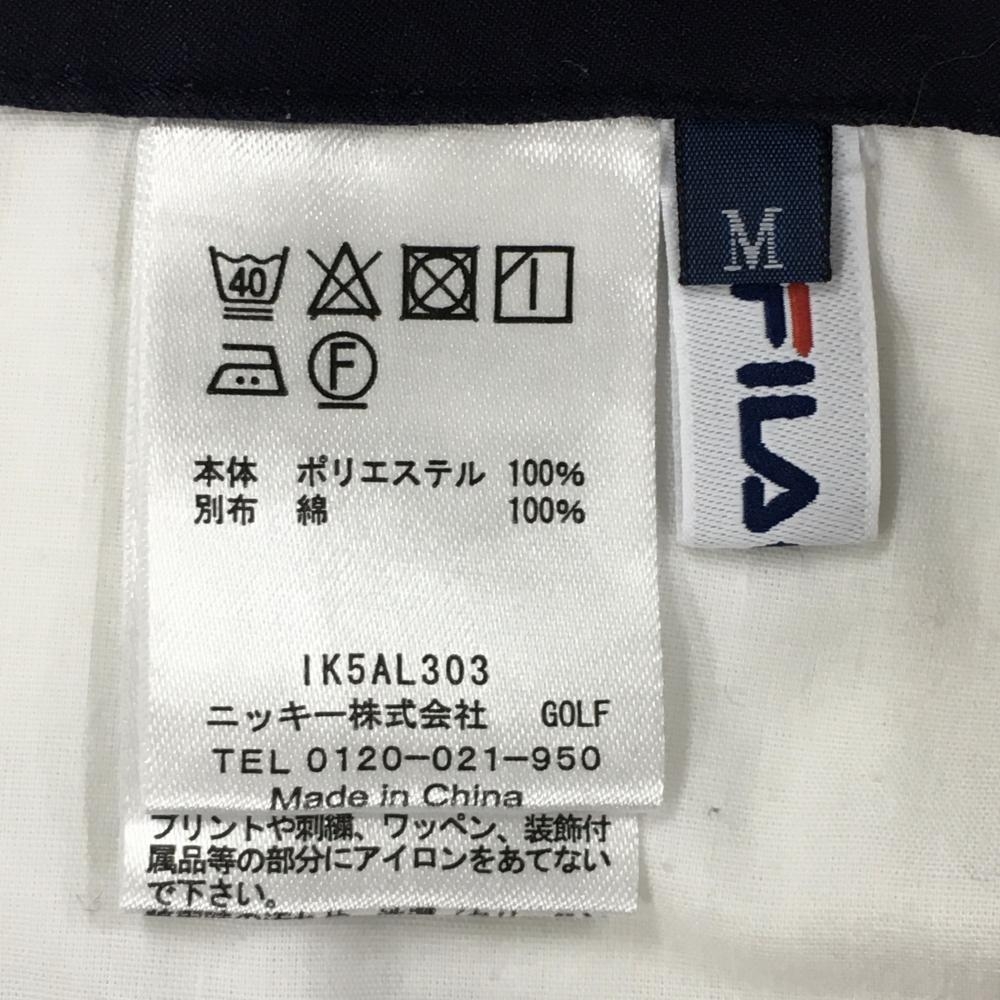 40
F
本体 ポリエステル 100%
別布 綿 100%
IK5AL303
ニッキー株式会社 GOLF
TEL 0120-021-950
Made in China
プリントや刺繍、ワッペン、装飾付
属品等の部分にアイロンをあてない
で下さい。
M
FILA